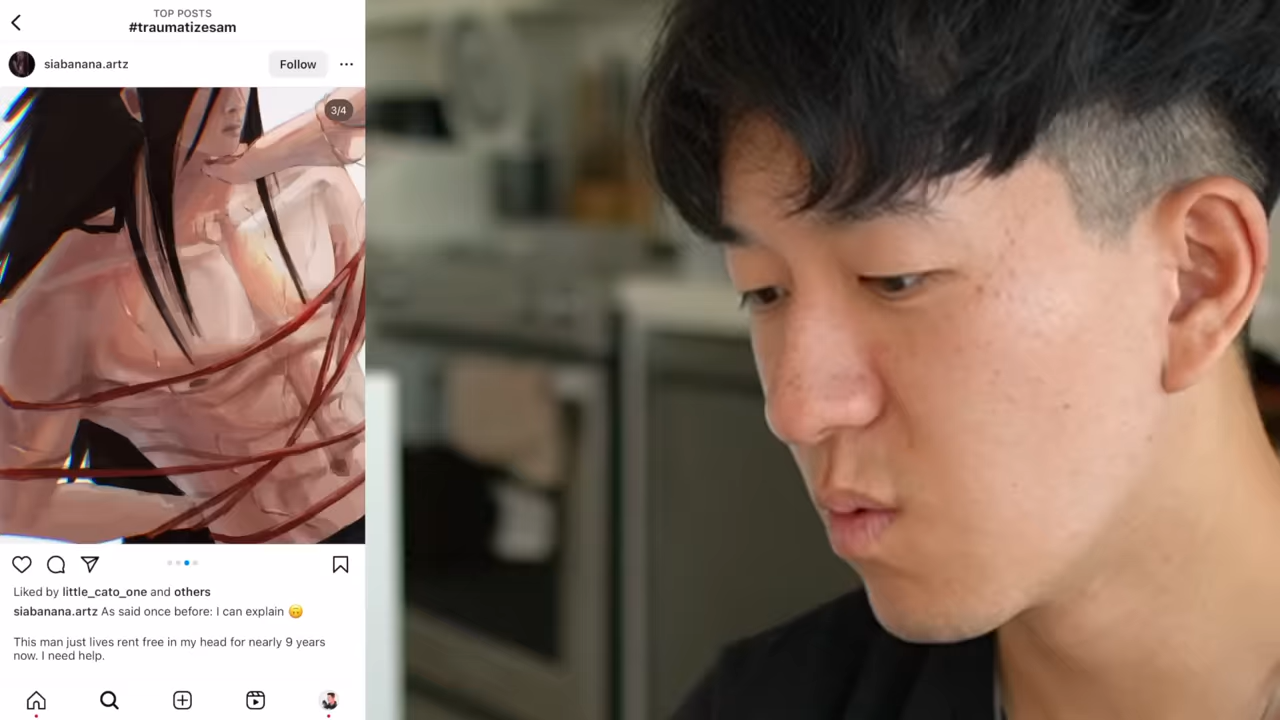 TOP POSTS
#traumatizesam
siabanana.artz
Follow
3/4
Liked by little_cato_one and others
siabanana.artz As said once before: I can explain 🙃
This man just lives rent free in my head for nearly 9 years
now. I need help.